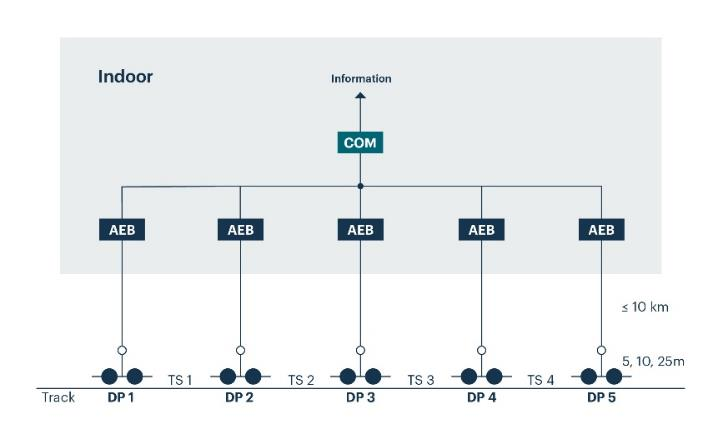 Indoor
Information
COM
AEB AEB AEB AEB AEB
≤ 10 km
5, 10, 25m
TS 1 TS 2 TS 3 TS 4
Track DP 1 DP 2 DP 3 DP 4 DP 5